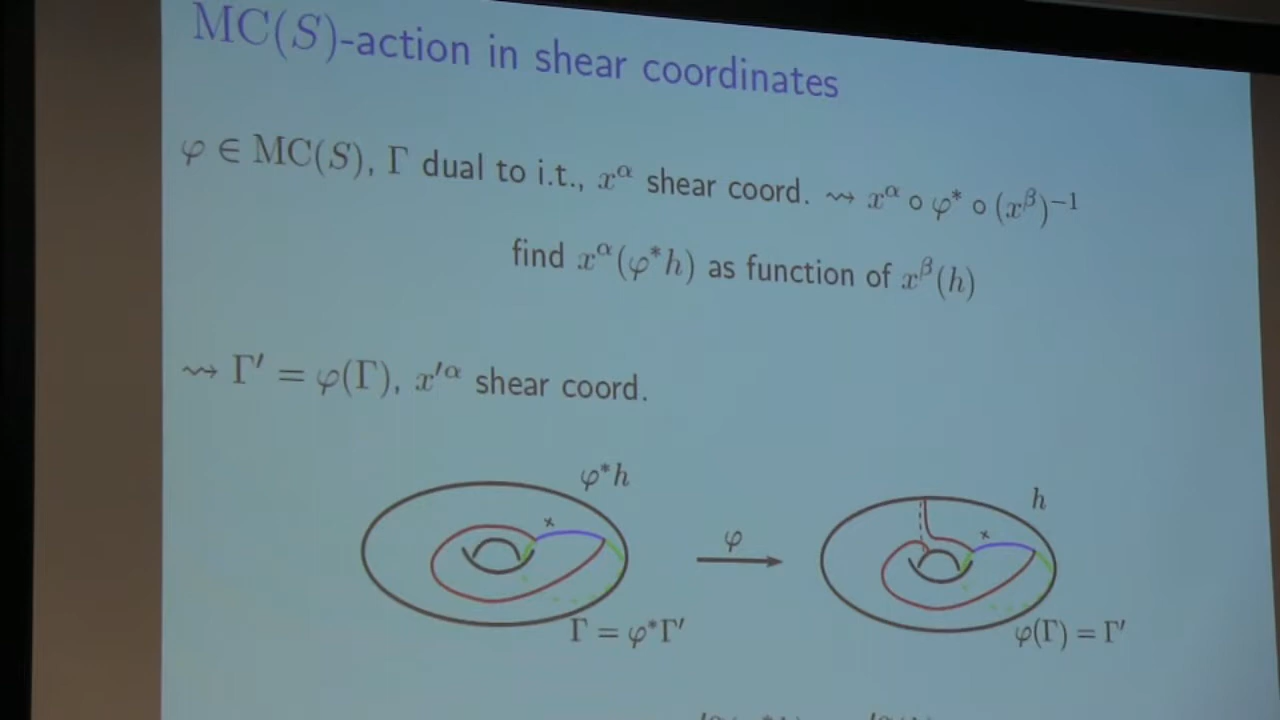 MC(S)-action in shear coordinates
φ ∈ MC(S), Γ dual to i.t., x^α shear coord. ⇝ x^α ∘ φ* ∘ (x^β)^−1
find x^α(φ*h) as function of x^β(h)
⇝ Γ′ = φ(Γ), x′^α shear coord.
φ*h
h
×
×
φ
Γ = φ*Γ′
φ(Γ) = Γ′